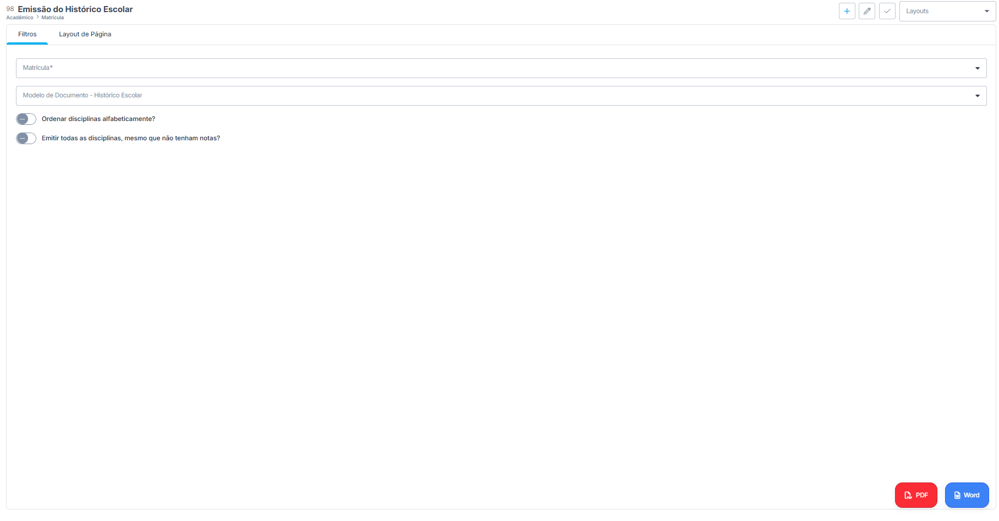 98 Emissão do Histórico Escolar
Acadêmico > Matrícula
Layouts
Filtros
Layout de Página
Matrícula*
Modelo de Documento - Histórico Escolar
Ordenar disciplinas alfabeticamente?
Emitir todas as disciplinas, mesmo que não tenham notas?
PDF
Word